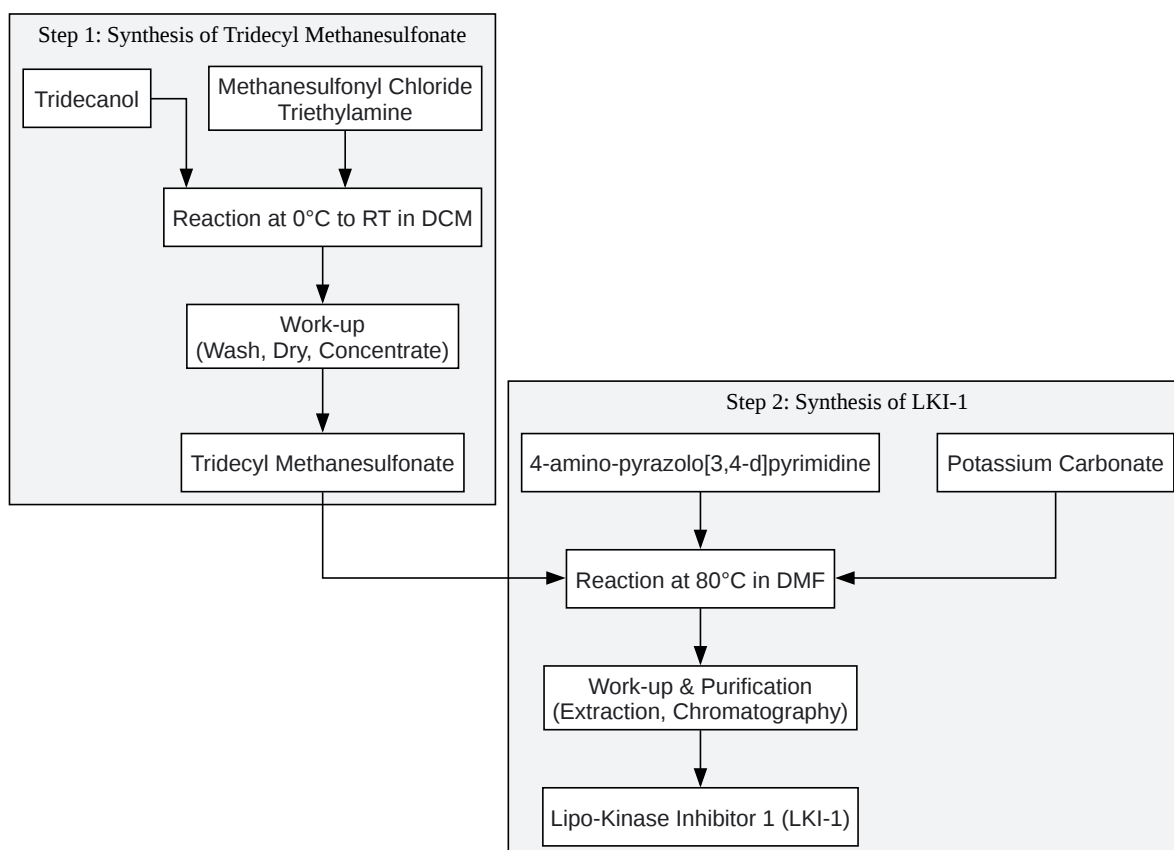 Step 1: Synthesis of Tridecyl Methanesulfonate
Tridecanol
Methanesulfonyl Chloride
Triethylamine
Reaction at 0°C to RT in DCM
Work-up
(Wash, Dry, Concentrate)
Tridecyl Methanesulfonate
Step 2: Synthesis of LKI-1
4-amino-pyrazolo[3,4-d]pyrimidine
Potassium Carbonate
Reaction at 80°C in DMF
Work-up & Purification
(Extraction, Chromatography)
Lipo-Kinase Inhibitor 1 (LKI-1)